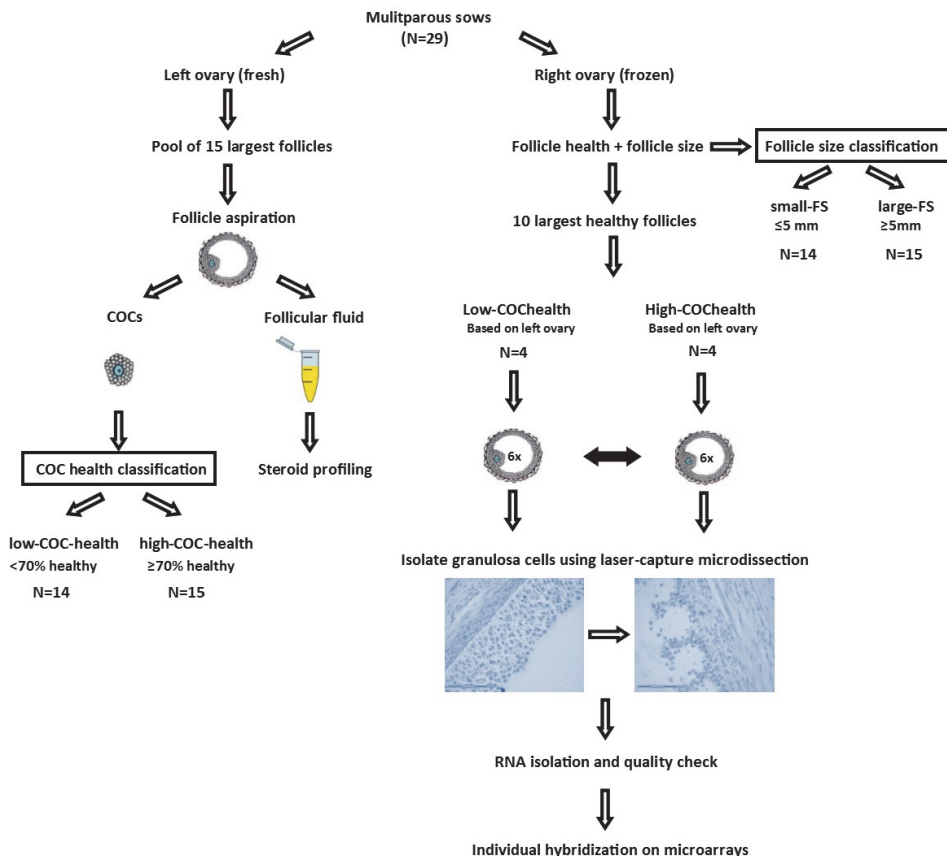 Mulitparous sows
(N=29)
Left ovary (fresh)
Pool of 15 largest follicles
Follicle aspiration
COCs
Follicular fluid
COC health classification
Steroid profiling
low-COC-health
<70% healthy
N=14
high-COC-health
≥70% healthy
N=15
Right ovary (frozen)
Follicle health + follicle size
Follicle size classification
small-FS
≤5 mm
N=14
large-FS
≥5mm
N=15
10 largest healthy follicles
Low-COChealth
Based on left ovary
N=4
High-COChealth
Based on left ovary
N=4
6x
6x
Isolate granulosa cells using laser-capture microdissection
RNA isolation and quality check
Individual hybridization on microarrays